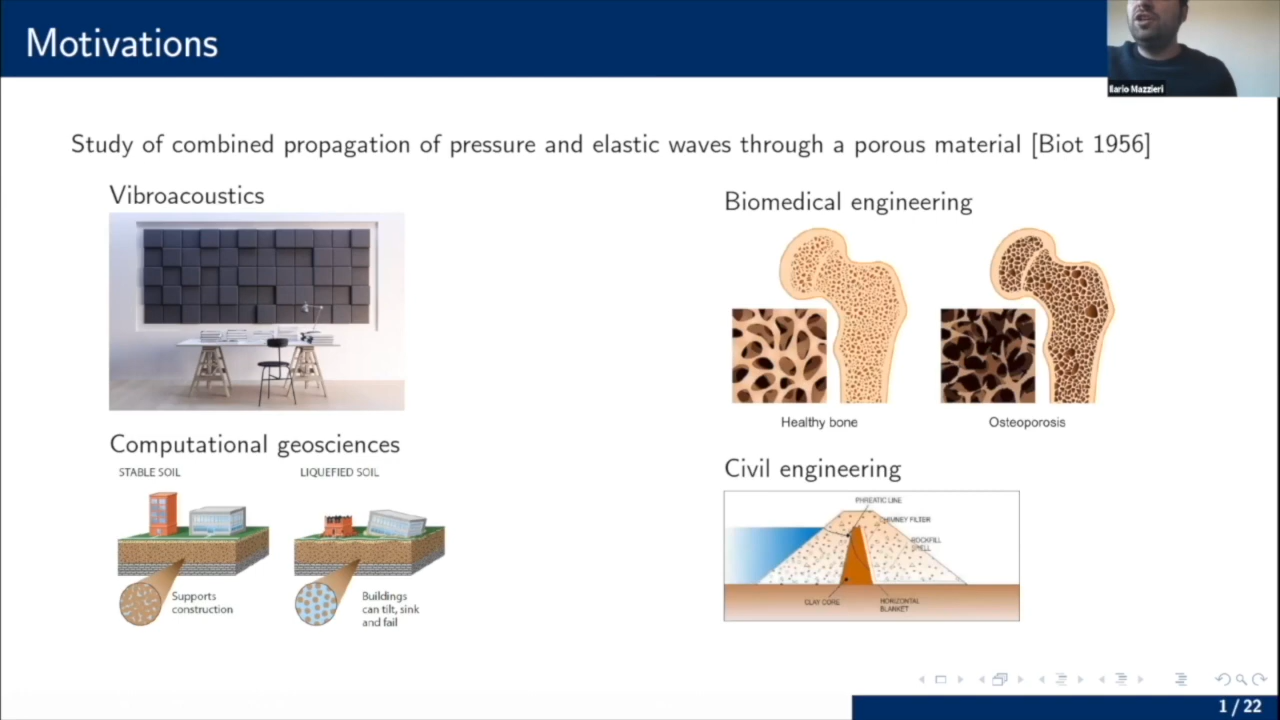 Motivations
Ilario Mazzieri
Study of combined propagation of pressure and elastic waves through a porous material [Biot 1956]
Vibroacoustics
Biomedical engineering
Healthy bone
Osteoporosis
Computational geosciences
STABLE SOIL
LIQUEFIED SOIL
Supports
construction
Buildings
can tilt, sink
and fail
Civil engineering
PHREATIC LINE
CHIMNEY FILTER
ROCKFILL
SHELL
CLAY CORE
HORIZONTAL
BLANKET
1 / 22